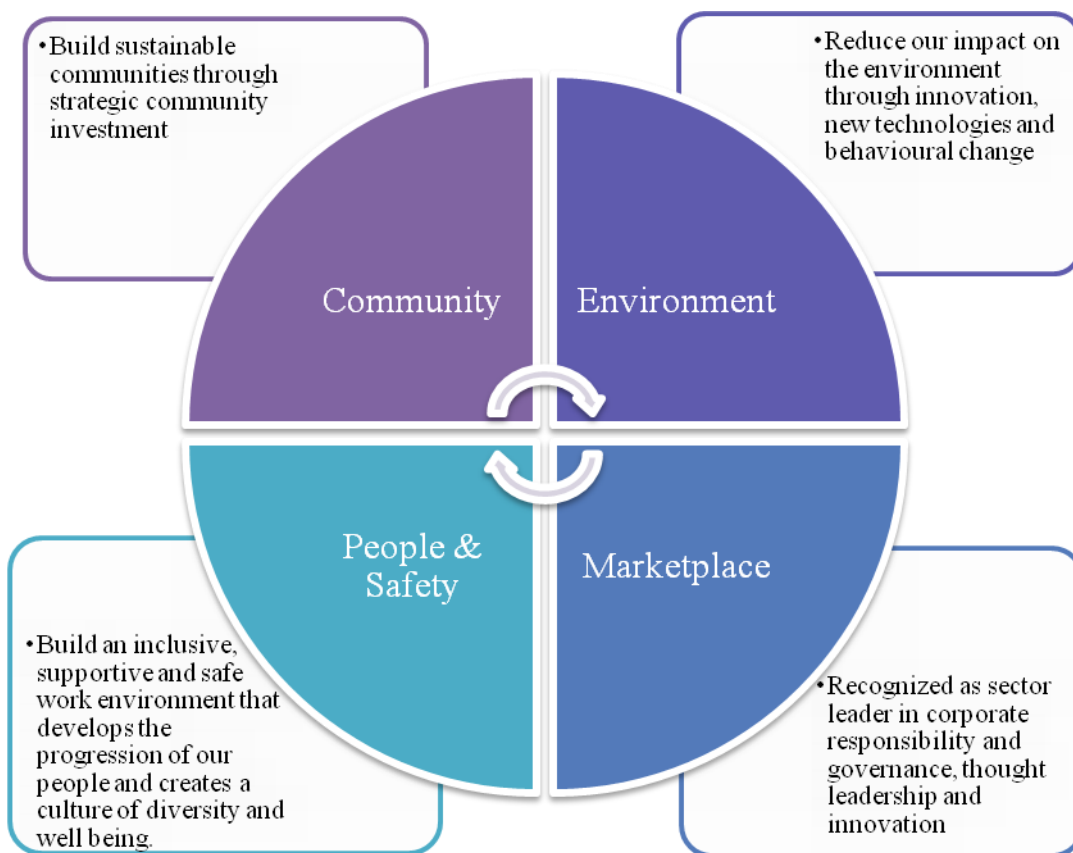 •Build sustainable
communities through
strategic community
investment
•Reduce our impact on
the environment
through innovation,
new technologies and
behavioural change
Community
Environment
People &
Safety
Marketplace
•Build an inclusive,
supportive and safe
work environment that
develops the
progression of our
people and creates a
culture of diversity and
well being.
•Recognized as sector
leader in corporate
responsibility and
governance, thought
leadership and
innovation